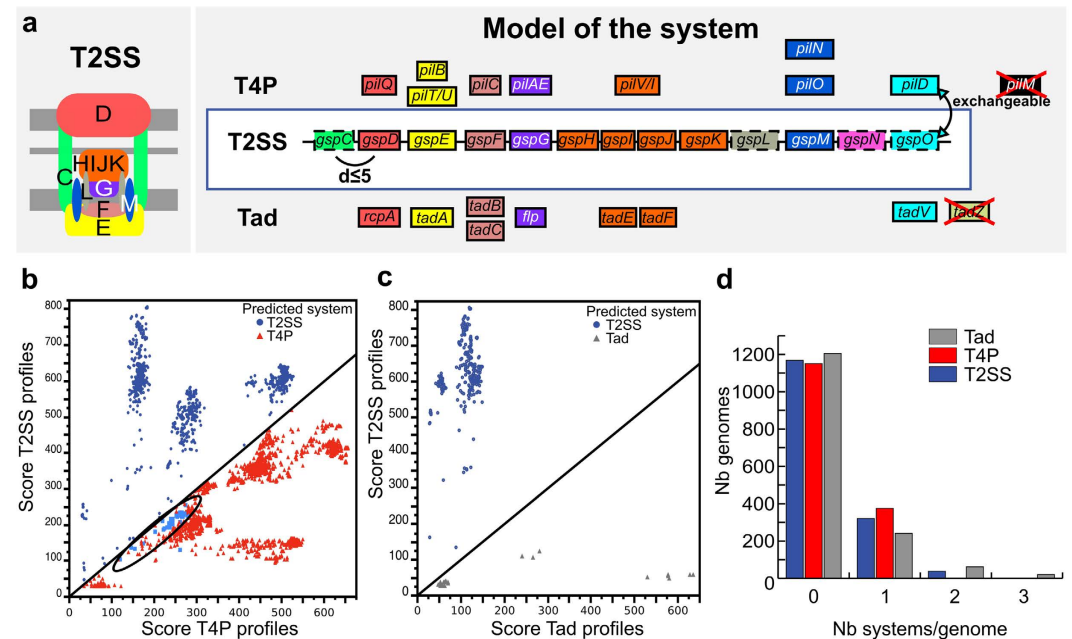 a
T2SS
D
HIJK
C
G
L
M
F
E
Model of the system
pilN
pilB
T4P
pilQ
pilC
pilAE
pilV/I
pilO
pilD
pilM
pilT/U
exchangeable
T2SS
gspC
gspD
gspE
gspF
gspG
gspH
gspI
gspJ
gspK
gspL
gspM
gspN
gspO
d≤5
Tad
rcpA
tadA
tadB
tadC
flp
tadE
tadF
tadV
tadZ
b
Score T2SS profiles
800
700
600
500
400
300
200
100
0
Predicted system
T2SS
T4P
0 100 200 300 400 500 600
Score T4P profiles
c
Score T2SS profiles
800
700
600
500
400
300
200
100
0
Predicted system
T2SS
Tad
0 100 200 300 400 500 600
Score Tad profiles
d
Nb genomes
1200
1000
800
600
400
200
0
Tad
T4P
T2SS
0 1 2 3
Nb systems/genome